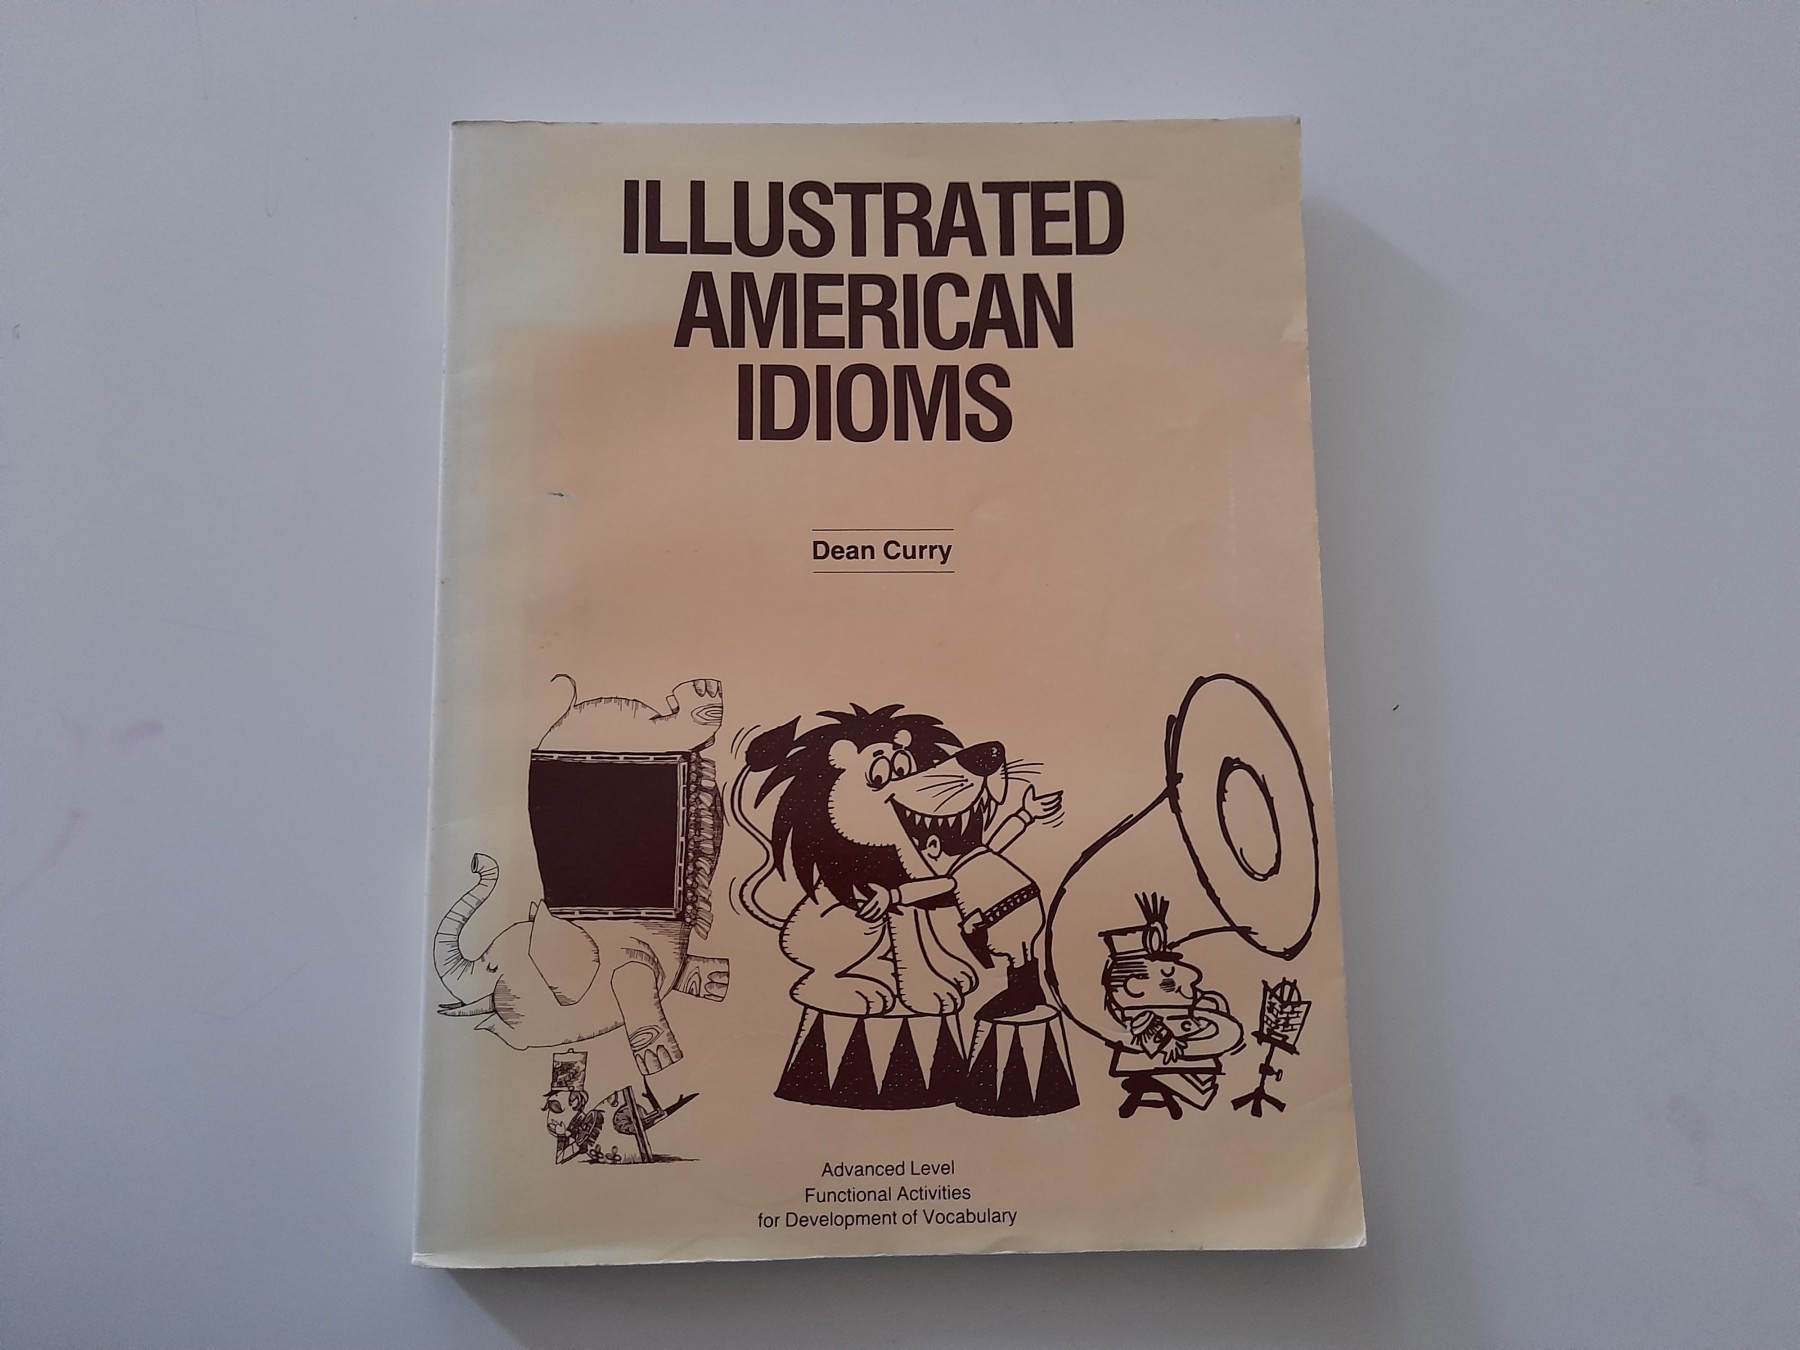 ILLUSTRATED
AMERICAN
IDIOMS
Dean Curry
Advanced Level
Functional Activities
for Development of Vocabulary